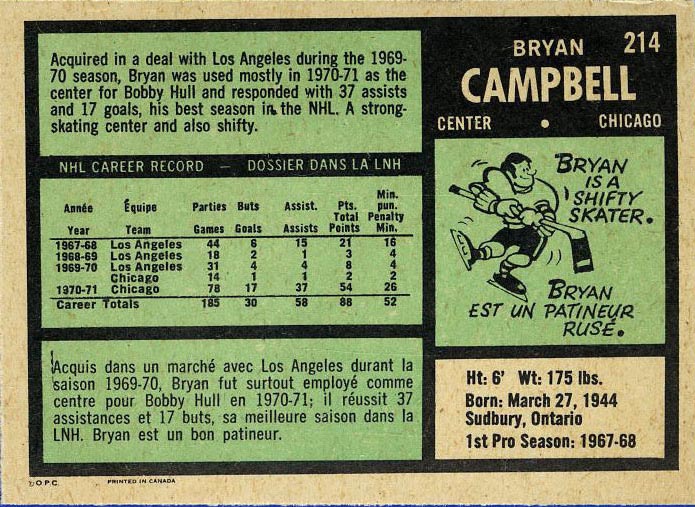 Acquired in a deal with Los Angeles during the 1969-
70 season, Bryan was used mostly in 1970-71 as the
center for Bobby Hull and responded with 37 assists
and 17 goals, his best season in the NHL. A strong-
skating center and also shifty.
BRYAN 214
CAMPBELL
CENTER • CHICAGO
NHL CAREER RECORD — DOSSIER DANS LA LNH
Année Équipe Parties Buts Assist. Pts. Total Min. pun.
Year Team Games Goals Assists Points Penalty Min.
1967-68 Los Angeles 44 6 15 21 16
1968-69 Los Angeles 18 2 1 3 4
1969-70 Los Angeles 31 4 4 8 4
Chicago 14 1 1 2 2
1970-71 Chicago 78 17 37 54 26
Career Totals 185 30 58 88 52
BRYAN
IS A
SHIFTY
SKATER.
BRYAN
EST UN PATINEUR
RUSÉ.
Acquis dans un marché avec Los Angeles durant la
saison 1969-70, Bryan fut surtout employé comme
centre pour Bobby Hull en 1970-71; il réussit 37
assistances et 17 buts, sa meilleure saison dans la
LNH. Bryan est un bon patineur.
Ht: 6' Wt: 175 lbs.
Born: March 27, 1944
Sudbury, Ontario
1st Pro Season: 1967-68
© O.P.C. PRINTED IN CANADA